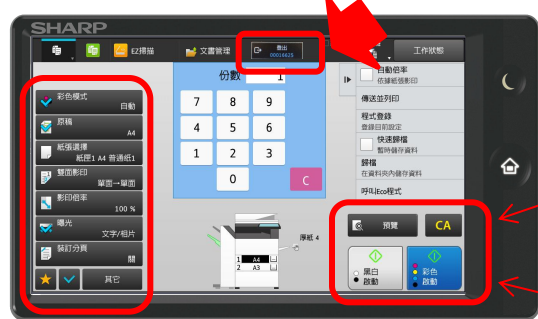 SHARP
EZ掃描
文書管理
登出
00016625
工作狀態
份數
1
自動倍率
依據紙張影印
傳送並列印
程式登錄
登錄目前設定
快速歸檔
暫時儲存資料
歸檔
在資料夾內儲存資料
呼叫Eco程式
彩色模式
自動
原稿
A4
紙張選擇
紙匣1 A4 普通紙1
雙面影印
單面→單面
影印倍率
100 %
曝光
文字/相片
裝訂分頁
關
其它
7 8 9
4 5 6
1 2 3
0 C
厚紙 4
1 A4
2 A3
預覽
CA
黑白
啟動
彩色
啟動